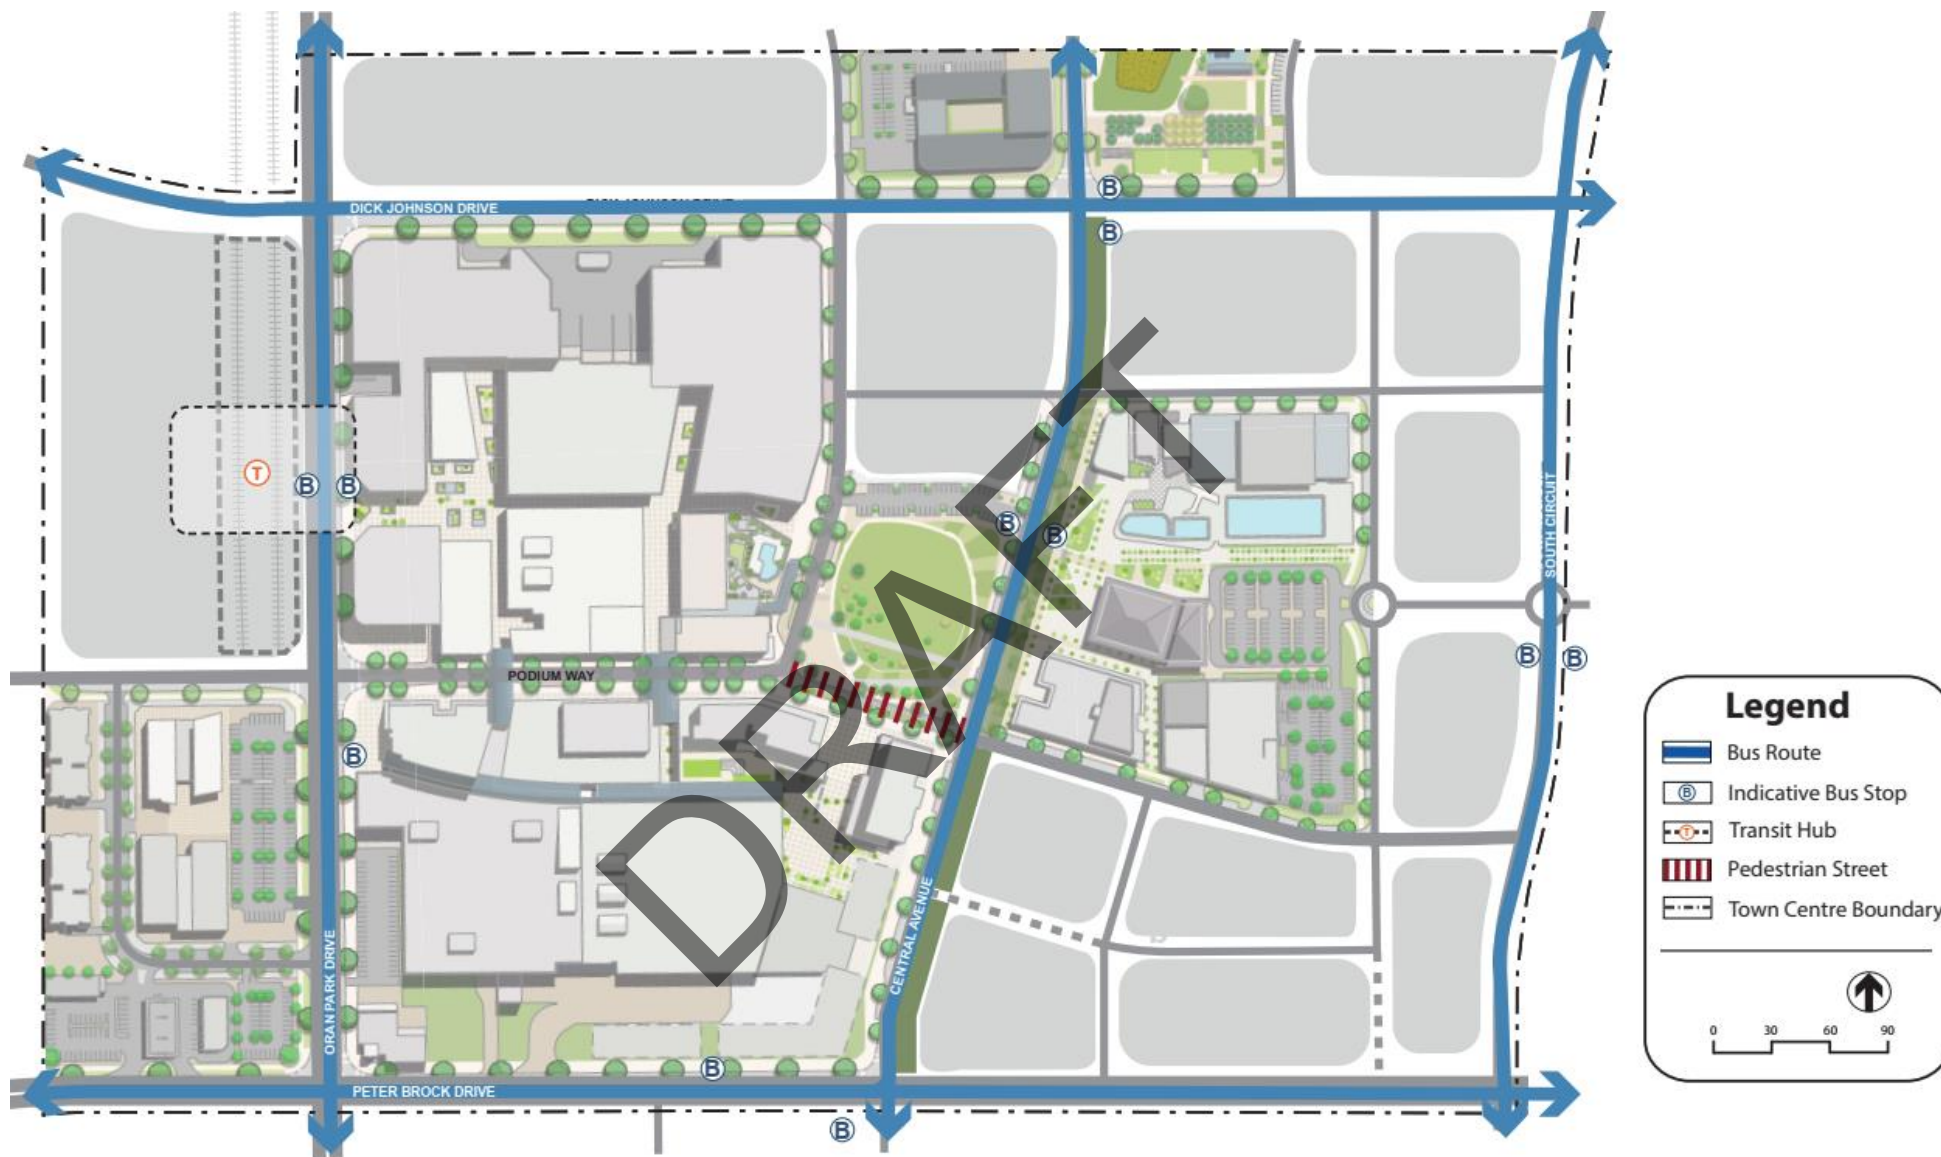 DICK JOHNSON DRIVE
B
B
T
B
B
B
B
SOUTH CIRCUIT
B
B
PODIUM WAY
B
DRAFT
CENTRAL AVENUE
ORAN PARK DRIVE
B
PETER BROCK DRIVE
B
Legend
Bus Route
B Indicative Bus Stop
T Transit Hub
Pedestrian Street
Town Centre Boundary
0 30 60 90